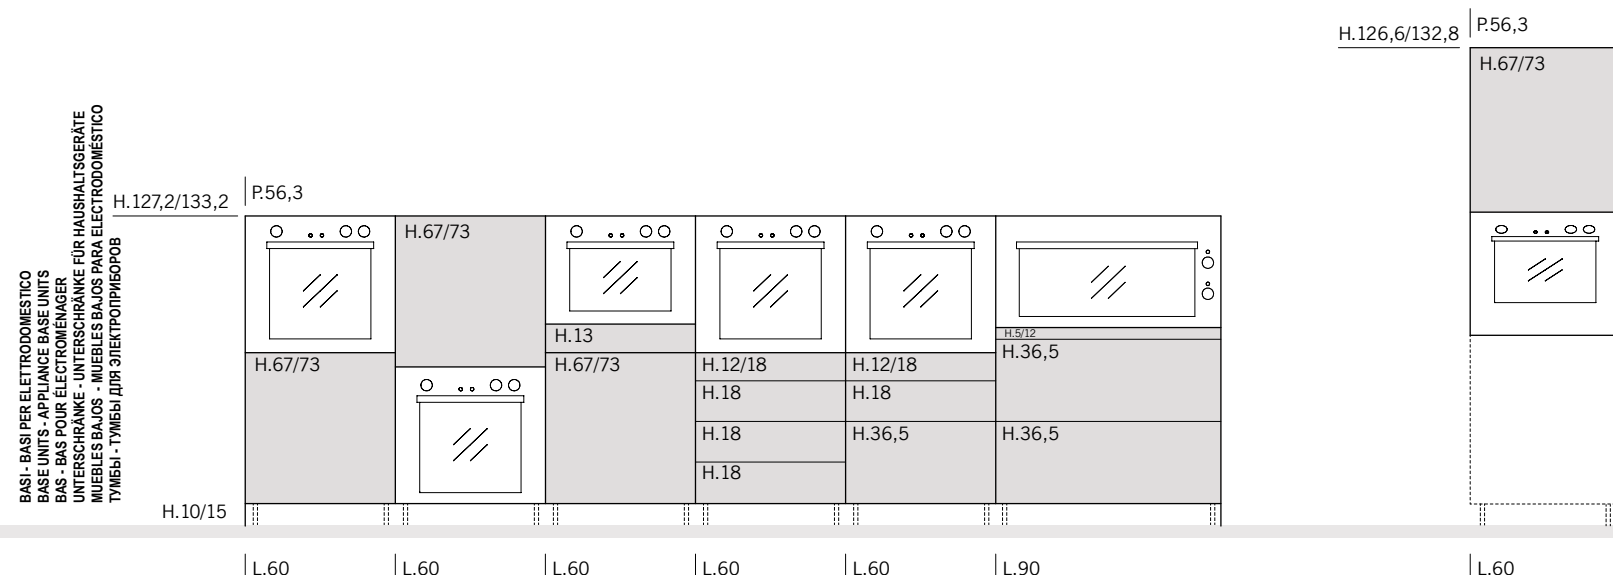 BASI - BASI PER ELETTRODOMESTICO
BASE UNITS - APPLIANCE BASE UNITS
BAS - BAS POUR ÉLECTROMÉNAGER
UNTERSCHRÄNKE - UNTERSCHRÄNKE FÜR HAUSHALTSGERÄTE
MUEBLES BAJOS - MUEBLES BAJOS PARA ELECTRODOMÉSTICO
ТУМБЫ - ТУМБЫ ДЛЯ ЭЛЕКТРОПРИБОРОВ
H.126,6/132,8
P.56,3
H.67/73
H.127,2/133,2
P.56,3
H.67/73
H.67/73
H.13
H.67/73
H.12/18
H.18
H.18
H.18
H.12/18
H.18
H.36,5
H.5/12
H.36,5
H.36,5
H.10/15
L.60
L.60
L.60
L.60
L.60
L.90
L.60